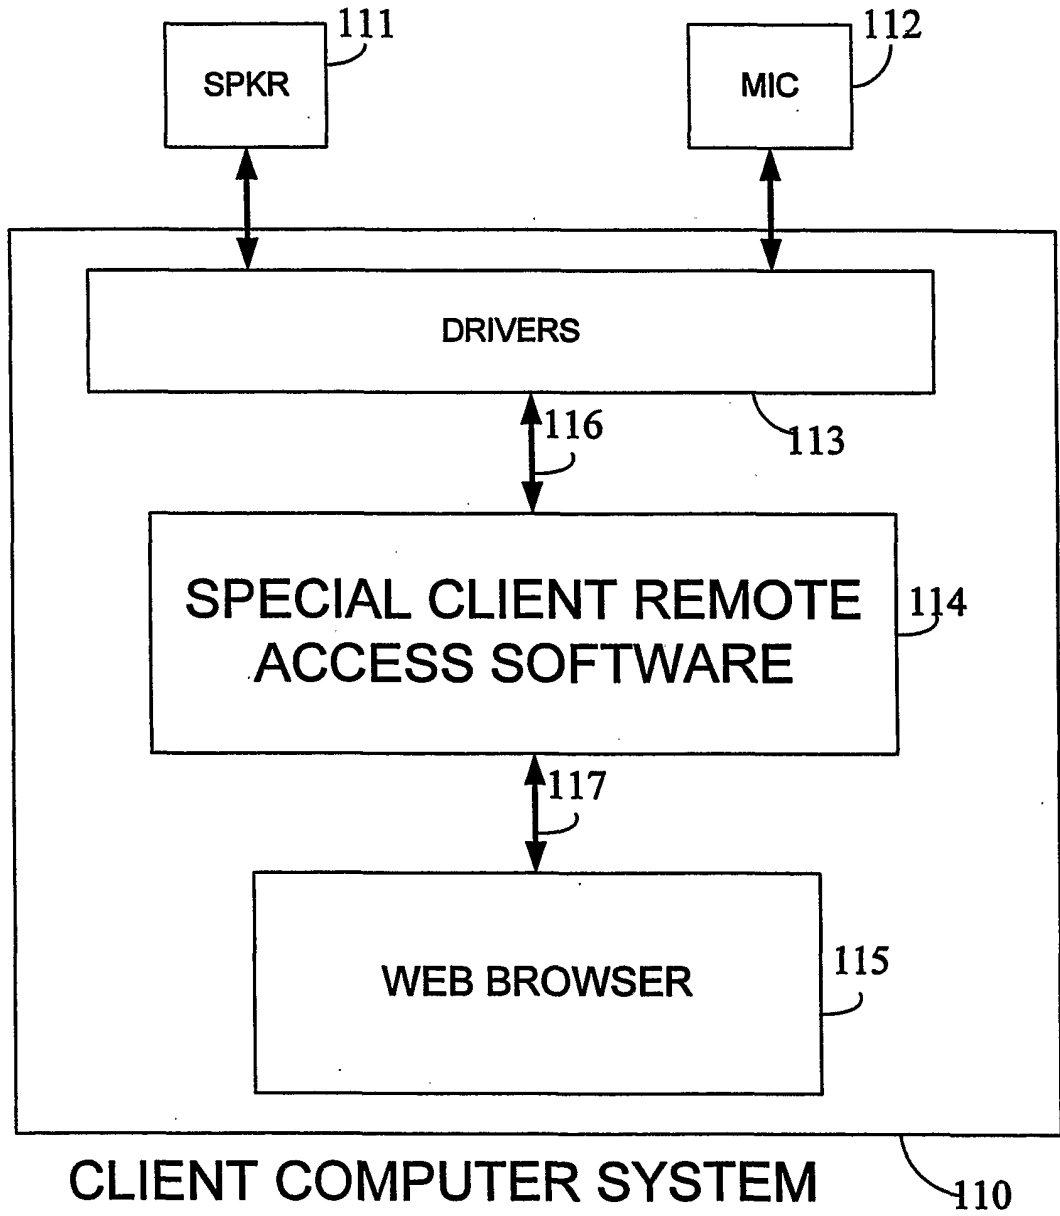 111
112
SPKR
MIC
DRIVERS
116
113
SPECIAL CLIENT REMOTE
ACCESS SOFTWARE
114
117
WEB BROWSER
115
CLIENT COMPUTER SYSTEM
110